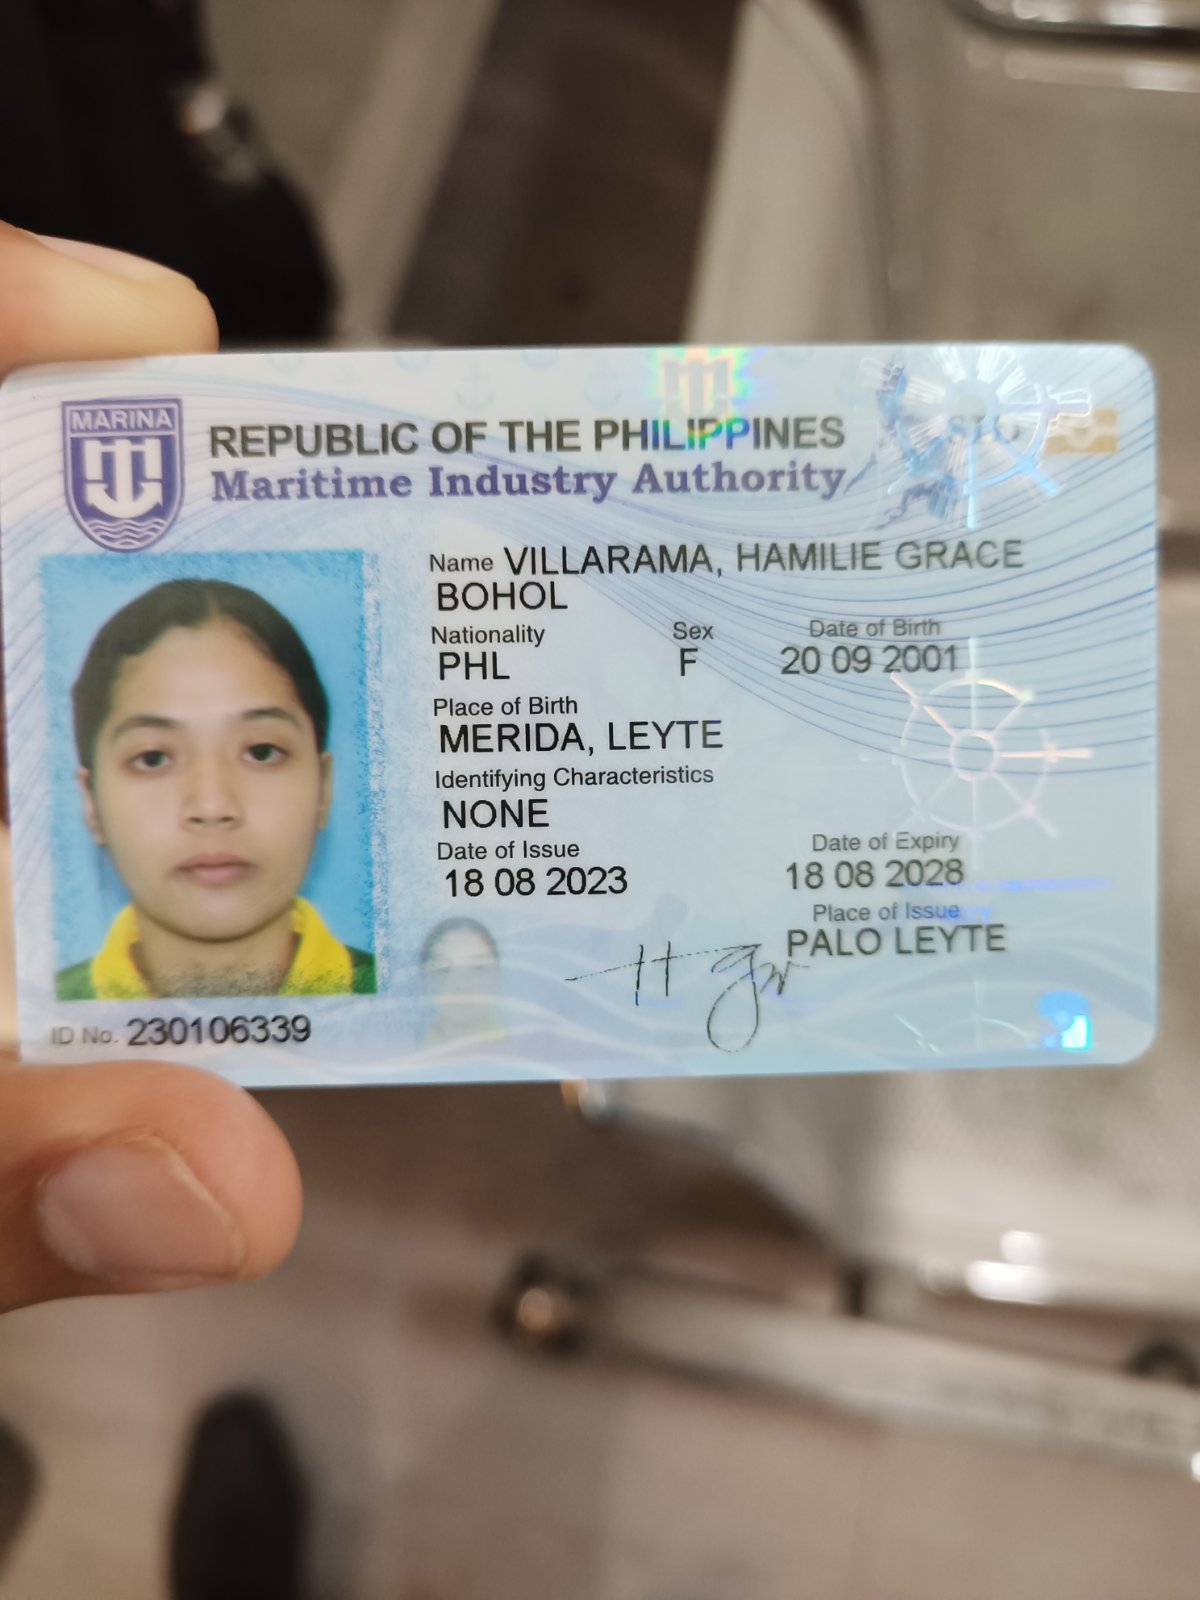 MARINA
REPUBLIC OF THE PHILIPPINES
Maritime Industry Authority
SID
Name VILLARAMA, HAMILIE GRACE
BOHOL
Nationality Sex Date of Birth
PHL F 20 09 2001
Place of Birth
MERIDA, LEYTE
Identifying Characteristics
NONE
Date of Issue Date of Expiry
18 08 2023 18 08 2028
Place of Issue
PALO LEYTE
ID No. 230106339